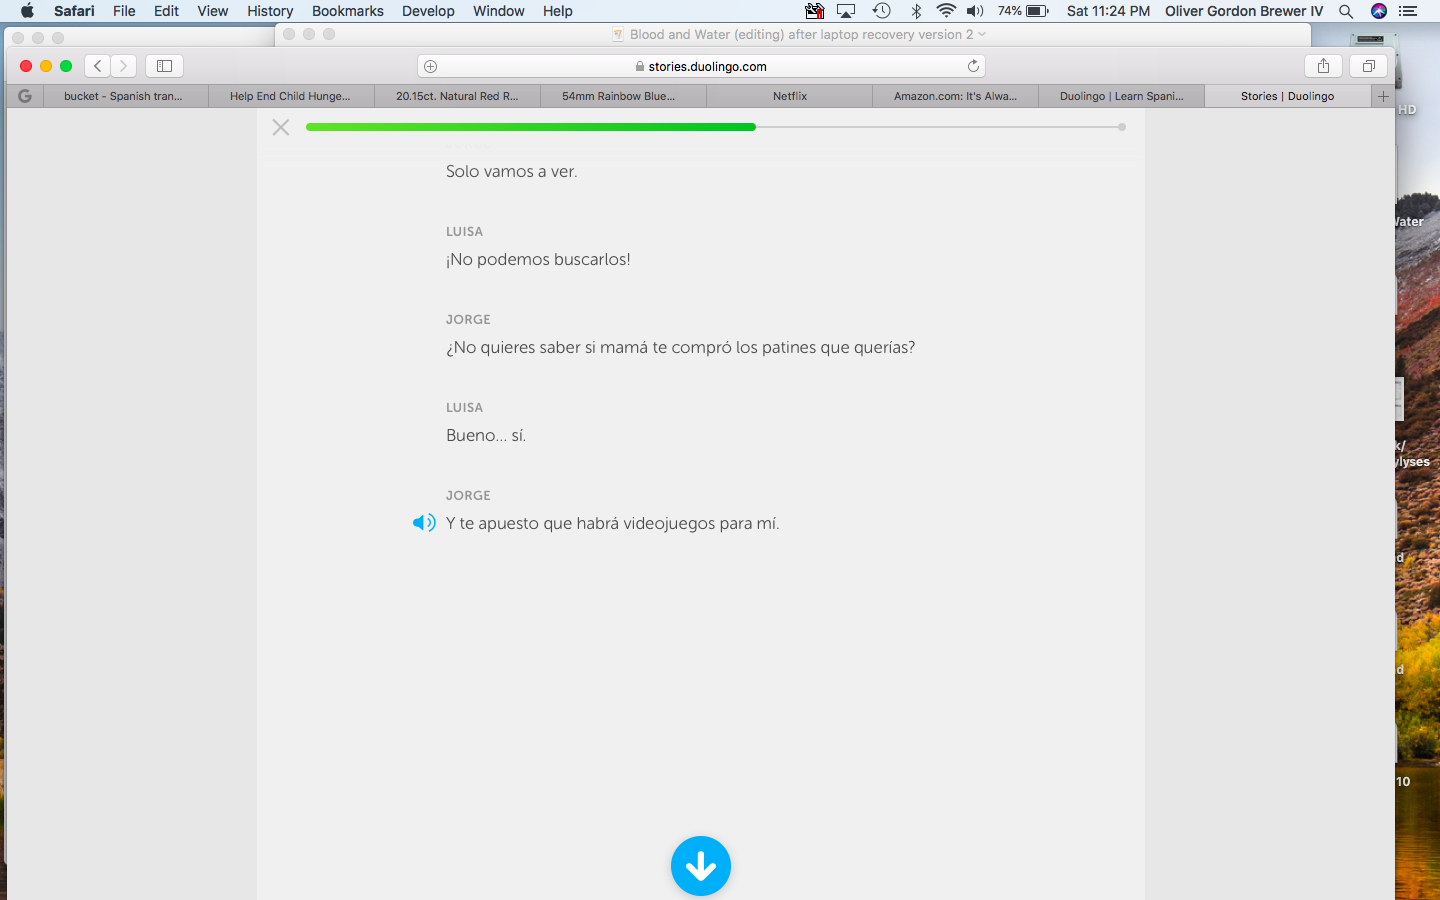 Safari File Edit View History Bookmarks Develop Window Help 74% Sat 11:24 PM Oliver Gordon Brewer IV
Blood and Water (editing) after laptop recovery version 2
stories.duolingo.com
G bucket - Spanish tran... Help End Child Hunge... 20.15ct. Natural Red R... 54mm Rainbow Blue... Netflix Amazon.com: It's Alwa... Duolingo | Learn Spani... Stories | Duolingo
HD
Solo vamos a ver.
LUISA
¡No podemos buscarlos!
JORGE
¿No quieres saber si mamá te compró los patines que querías?
LUISA
Bueno... sí.
JORGE
Y te apuesto que habrá videojuegos para mí.
10